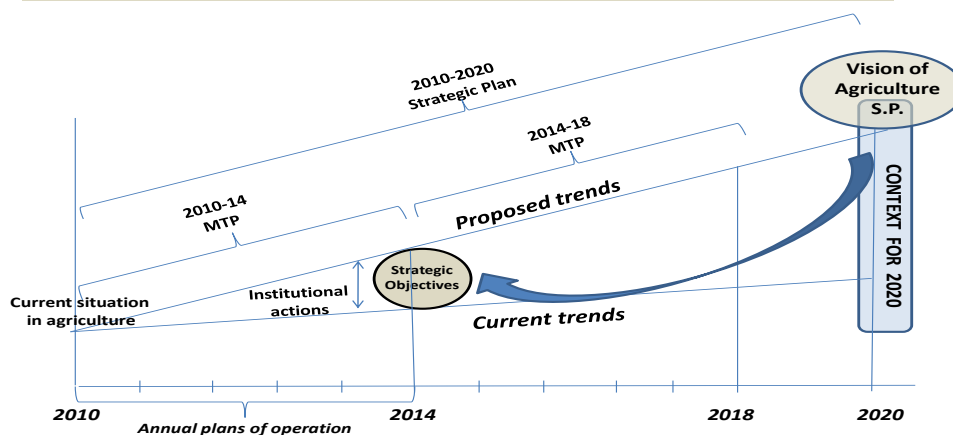 2010-2020
Strategic Plan
Vision of
Agriculture
S.P.
2014-18
MTP
2010-14
MTP
Proposed trends
CONTEXT FOR 2020
Strategic
Objectives
Current situation
in agriculture
Institutional
actions
Current trends
2010
2014
2018
2020
Annual plans of operation